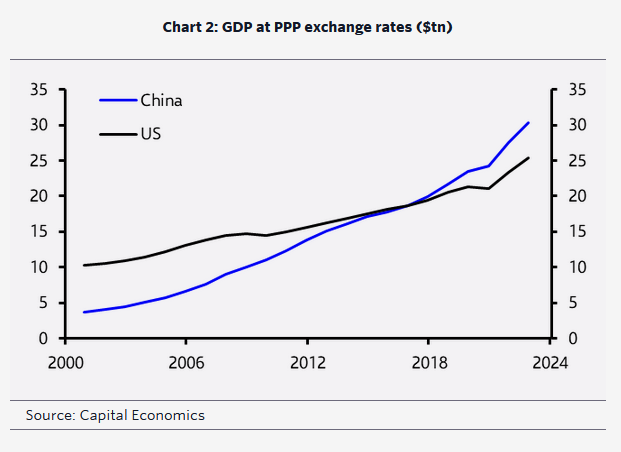 Chart 2: GDP at PPP exchange rates ($tn)
35 35
China
30 30
US
25 25
20 20
15 15
10 10
5 5
0 0
2000 2006 2012 2018 2024
Source: Capital Economics